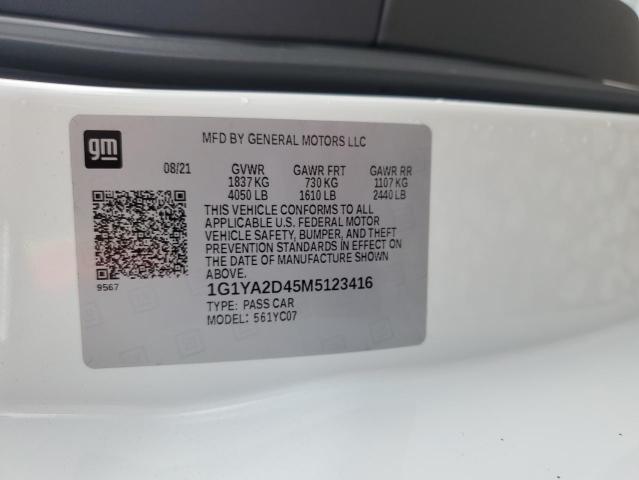 gm
MFD BY GENERAL MOTORS LLC
08/21 GVWR GAWR FRT GAWR RR
1837 KG 730 KG 1107 KG
4050 LB 1610 LB 2440 LB
THIS VEHICLE CONFORMS TO ALL
APPLICABLE U.S. FEDERAL MOTOR
VEHICLE SAFETY, BUMPER, AND THEFT
PREVENTION STANDARDS IN EFFECT ON
THE DATE OF MANUFACTURE SHOWN
ABOVE.
9567
1G1YA2D45M5123416
TYPE: PASS CAR
MODEL: 561YC07